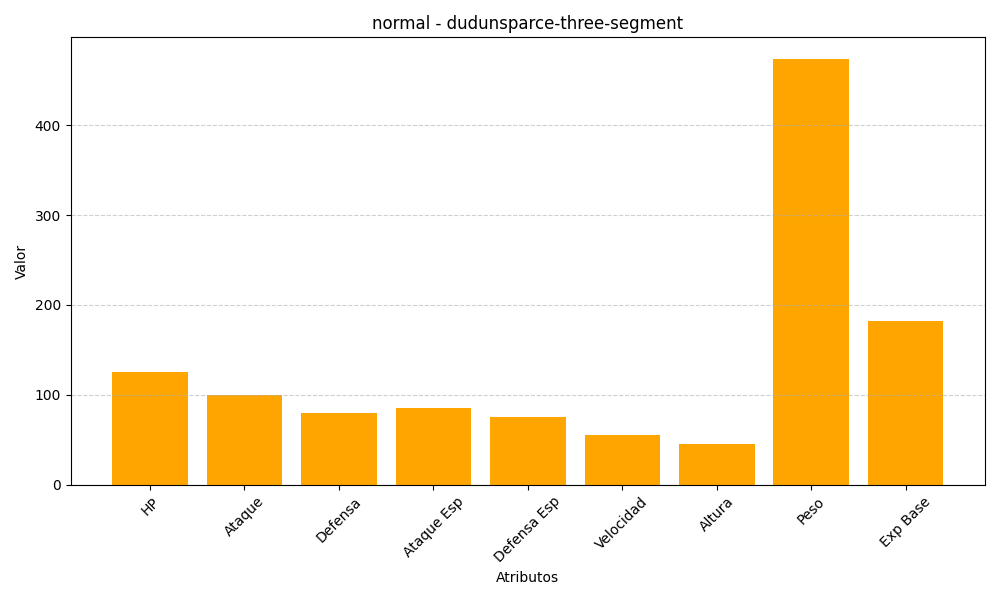 normal - dudunsparce-three-segment
Valor
400
300
200
100
0
HP
Ataque
Defensa
Ataque Esp
Defensa Esp
Velocidad
Altura
Peso
Exp Base
Atributos